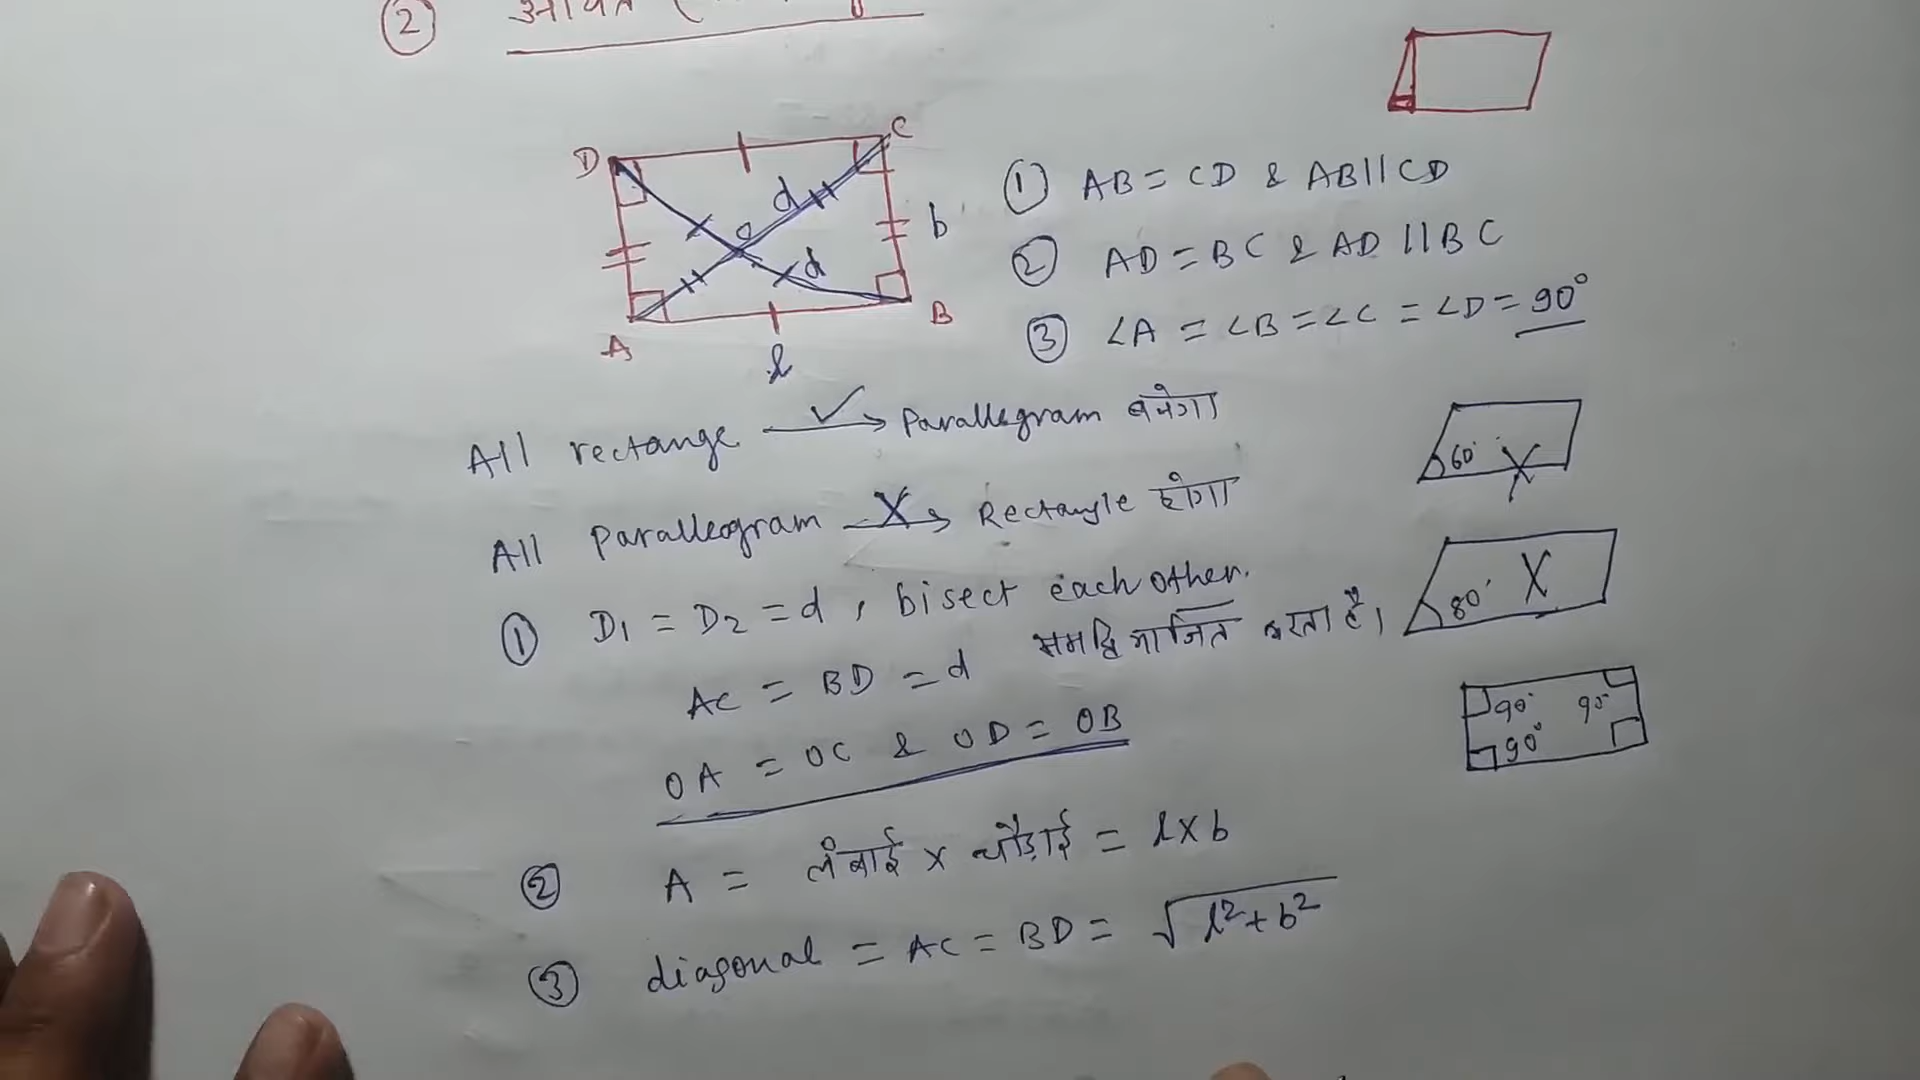 ② आयत
D C
d
O b
d
A B
l
① AB = CD & AB || CD
② AD = BC & AD || BC
③ ∠A = ∠B = ∠C = ∠D = 90°
All rectange ✓→ Parallegram बनेगा
60°
All Paralleogram X→ Rectangle होगा
① D₁ = D₂ = d, bisect each other.
समद्विभाजित करता है।
80°
AC = BD = d
90° 90°
90°
OA = OC & OD = OB
② A = लंबाई x चौड़ाई = l x b
③ diagonal = AC = BD = √l² + b²